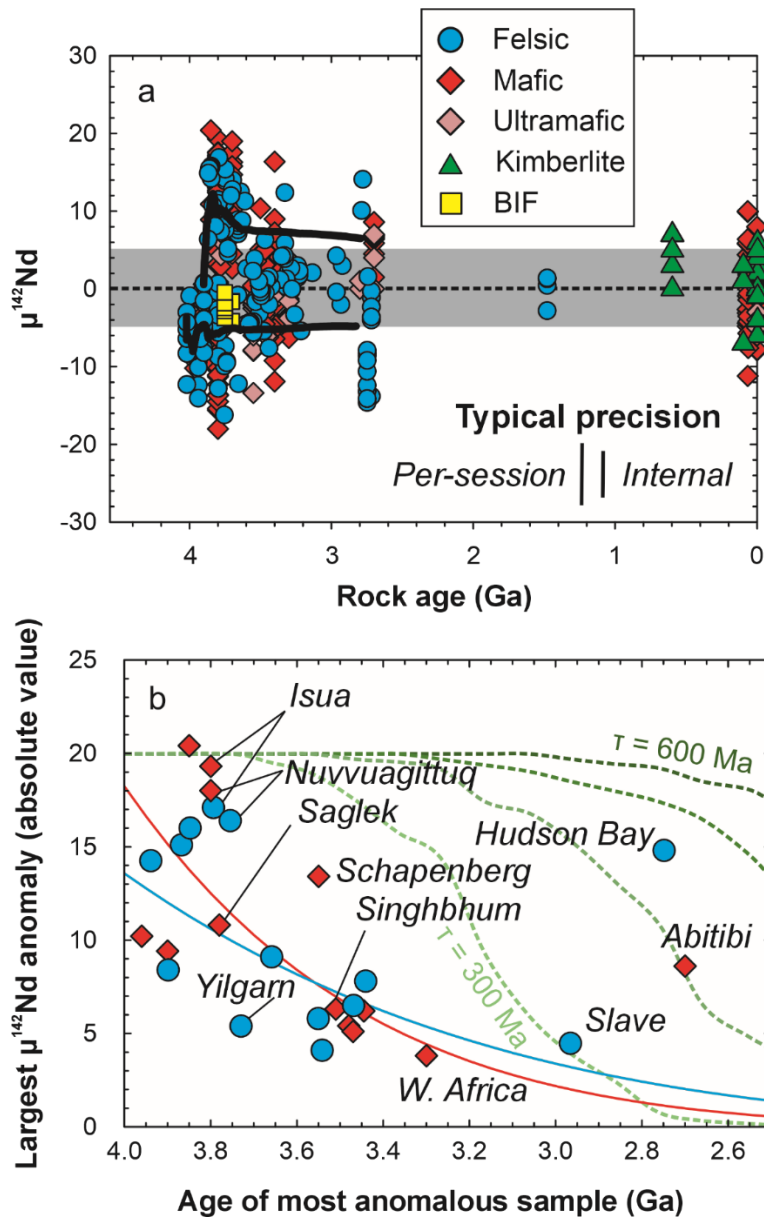 30
20
10
0
-10
-20
-30
μ¹⁴²Nd
a
Felsic
Mafic
Ultramafic
Kimberlite
BIF
Typical precision
Per-session
Internal
4
3
2
1
0
Rock age (Ga)
25
20
15
10
5
0
Largest μ¹⁴²Nd anomaly (absolute value)
b
Isua
Nuvvuagittuq
Saglek
τ = 600 Ma
Hudson Bay
Schapenberg
Singhbhum
Abitibi
Yilgarn
τ = 300 Ma
Slave
W. Africa
4.0
3.8
3.6
3.4
3.2
3.0
2.8
2.6
Age of most anomalous sample (Ga)